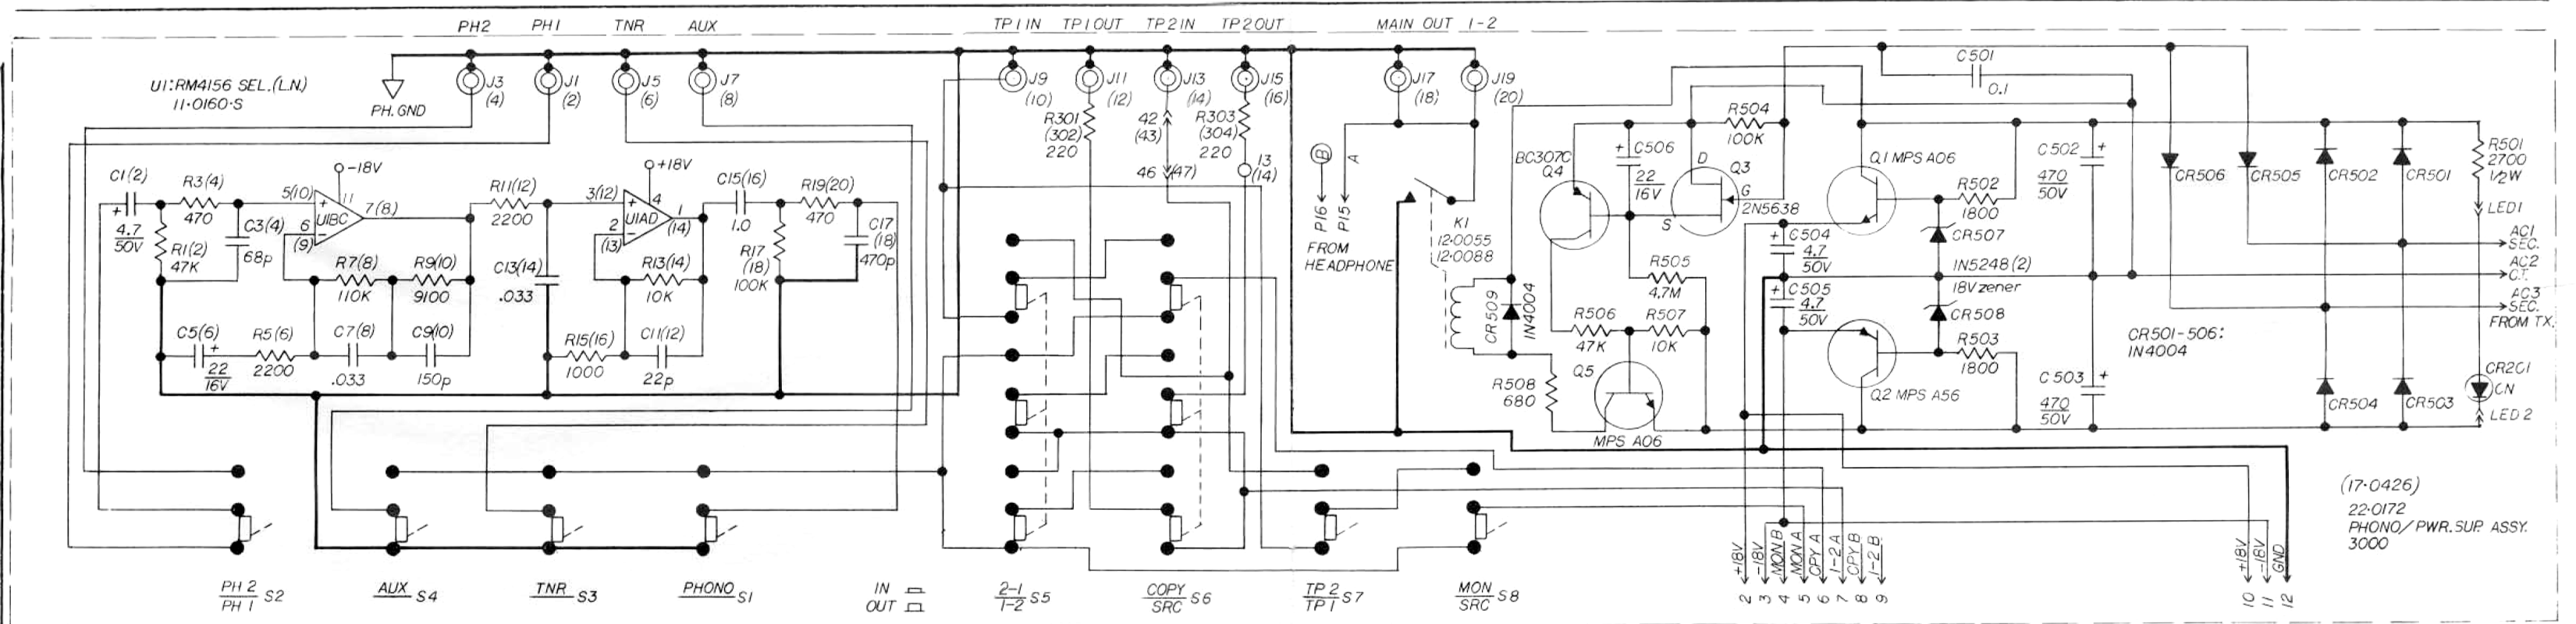 PH2 PH1 TNR AUX TP1 IN TP1 OUT TP2 IN TP2 OUT MAIN OUT 1-2
U1:RM4156 SEL.(L.N.)
11·0160·S
PH. GND
J3
(4)
J1
(2)
J5
(6)
J7
(8)
J9
(10)
J11
(12)
J13
(14)
J15
(16)
J17
(18)
J19
(20)
C1(2)
+
4.7
50V
R3(4)
470
R1(2)
47K
C3(4)
68p
-18V
5(10)
+
11
U1BC
7(8)
6
(9)
-
R7(8)
110K
R9(10)
9100
C5(6)
+
22
16V
R5(6)
2200
C7(8)
.033
C9(10)
150p
R11(12)
2200
C13(14)
.033
+18V
3(12)
+
4
U1AD
1
(14)
2
(13)
-
R13(14)
10K
R15(16)
1000
C11(12)
22p
C15(16)
1.0
R19(20)
470
R17
(18)
100K
C17
(18)
470p
R301
(302)
220
42
(43)
46 (47)
R303
(304)
220
13
(14)
B
A
P16
P15
FROM
HEADPHONE
K1
12·0055
12·0088
CR509
IN4004
R508
680
BC307C
Q4
+ C506
22
16V
R504
100K
D
Q3
G
2N5638
S
R505
4.7M
R506
47K
R507
10K
Q5
MPS A06
C501
0.1
Q1 MPS A06
R502
1800
+ C504
4.7
50V
CR507
IN5248(2)
18V zener
+ C505
4.7
50V
CR508
R503
1800
Q2 MPS A56
C502 +
470
50V
C503 +
470
50V
CR506
CR505
CR502
CR501
R501
2700
1/2W
LED1
AC1
SEC.
AC2
C.T.
AC3
SEC.
FROM TX.
CR501-506:
IN4004
CR504
CR503
CR201
CN
LED 2
(17·0426)
22·0172
PHONO/PWR.SUP. ASSY.
3000
+18V
-18V
MON B
MON A
CPY A
1-2 A
CPY B
1-2 B
2
3
4
5
6
7
8
9
+18V
-18V
GND
10
11
12
PH 2
PH 1
S2
AUX S4
TNR S3
PHONO S1
IN
OUT
2-1
1-2
S5
COPY
SRC
S6
TP 2
TP 1
S7
MON
SRC
S8